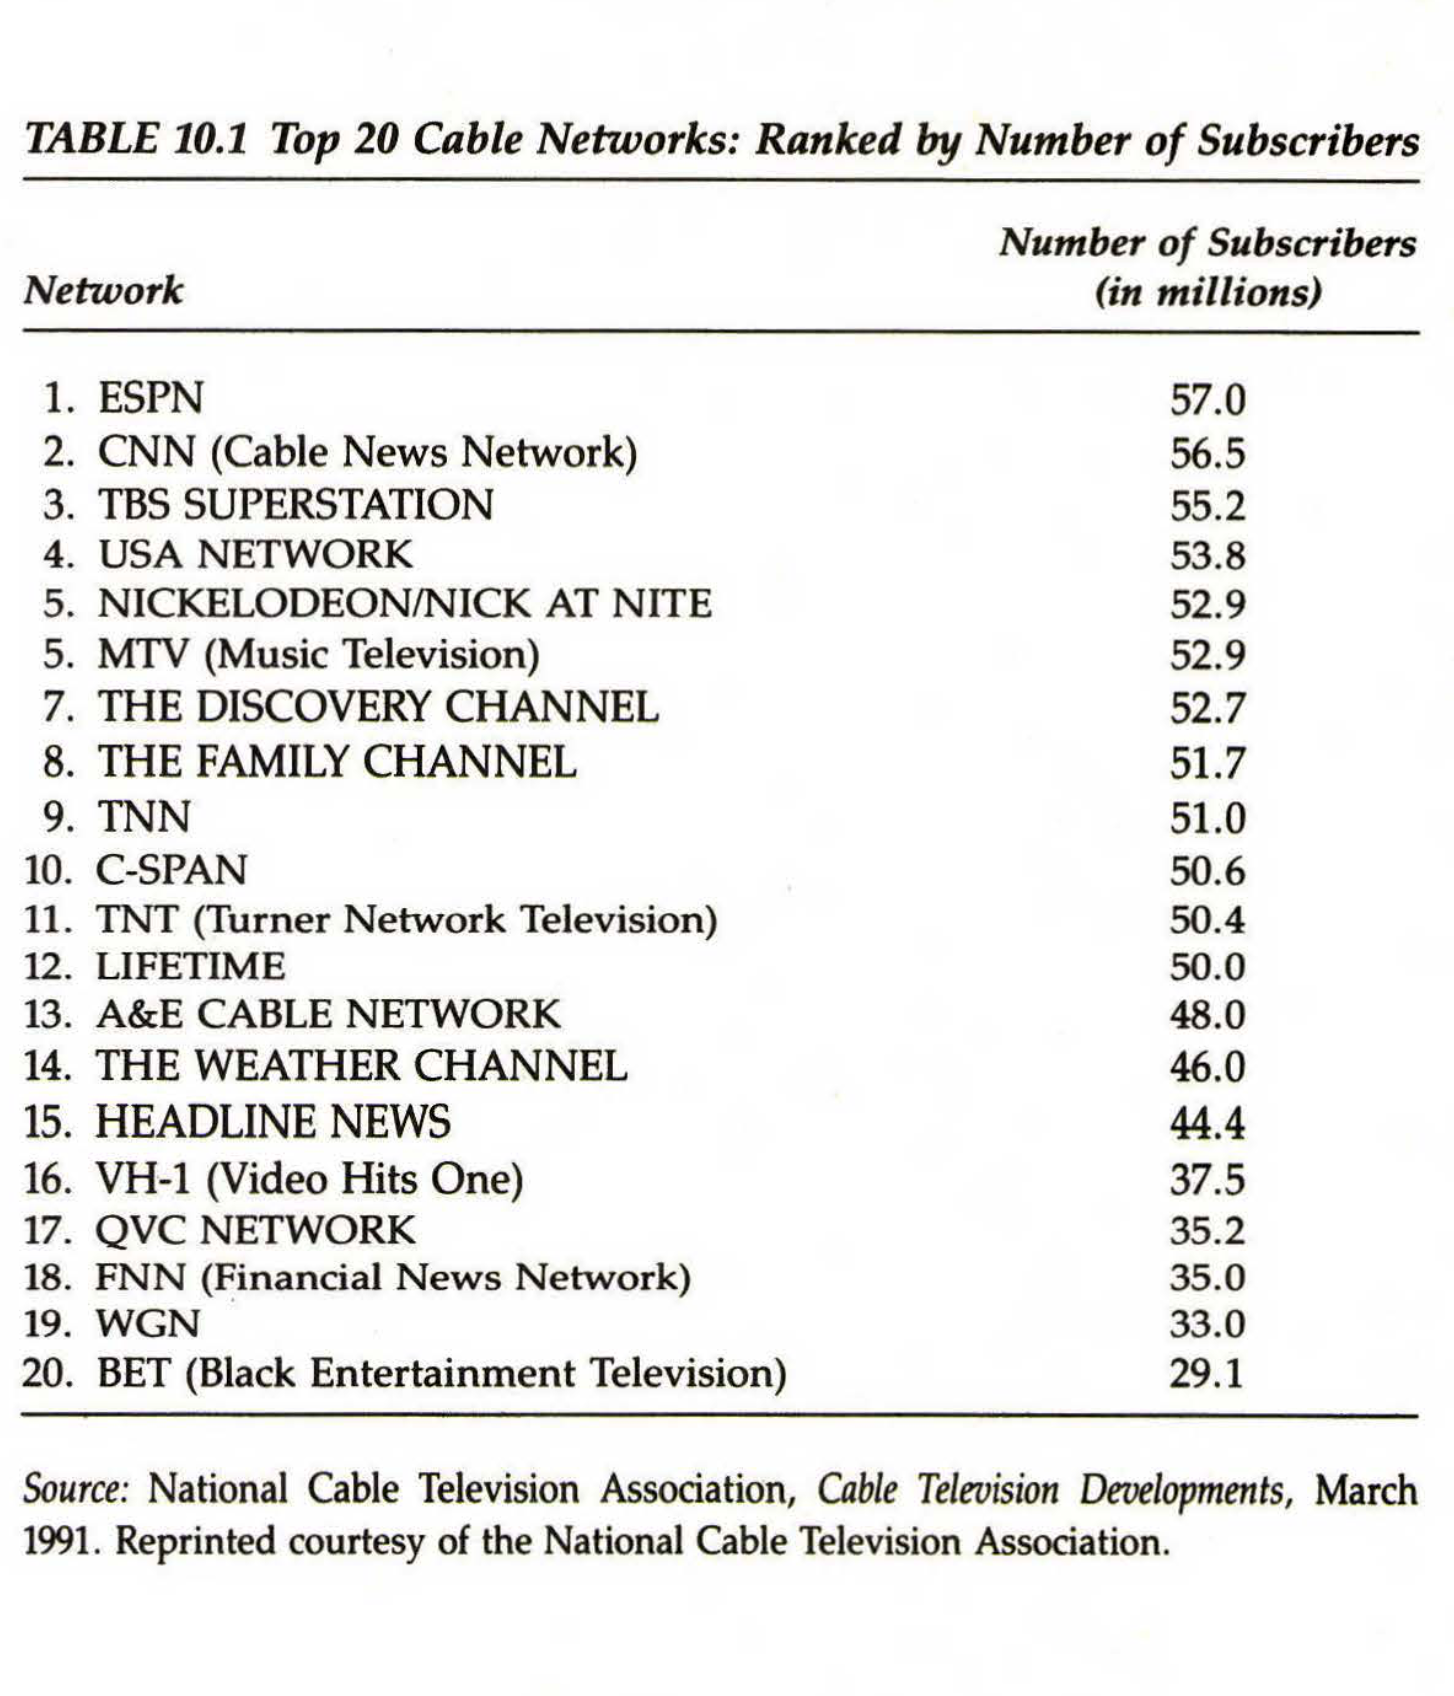 TABLE 10.1 Top 20 Cable Networks: Ranked by Number of Subscribers
Number of Subscribers
Network (in millions)
1. ESPN 57.0
2. CNN (Cable News Network) 56.5
3. TBS SUPERSTATION 55.2
4. USA NETWORK 53.8
5. NICKELODEON/NICK AT NITE 52.9
5. MTV (Music Television) 52.9
7. THE DISCOVERY CHANNEL 52.7
8. THE FAMILY CHANNEL 51.7
9. TNN 51.0
10. C-SPAN 50.6
11. TNT (Turner Network Television) 50.4
12. LIFETIME 50.0
13. A&E CABLE NETWORK 48.0
14. THE WEATHER CHANNEL 46.0
15. HEADLINE NEWS 44.4
16. VH-1 (Video Hits One) 37.5
17. QVC NETWORK 35.2
18. FNN (Financial News Network) 35.0
19. WGN 33.0
20. BET (Black Entertainment Television) 29.1
Source: National Cable Television Association, Cable Television Developments, March
1991. Reprinted courtesy of the National Cable Television Association.